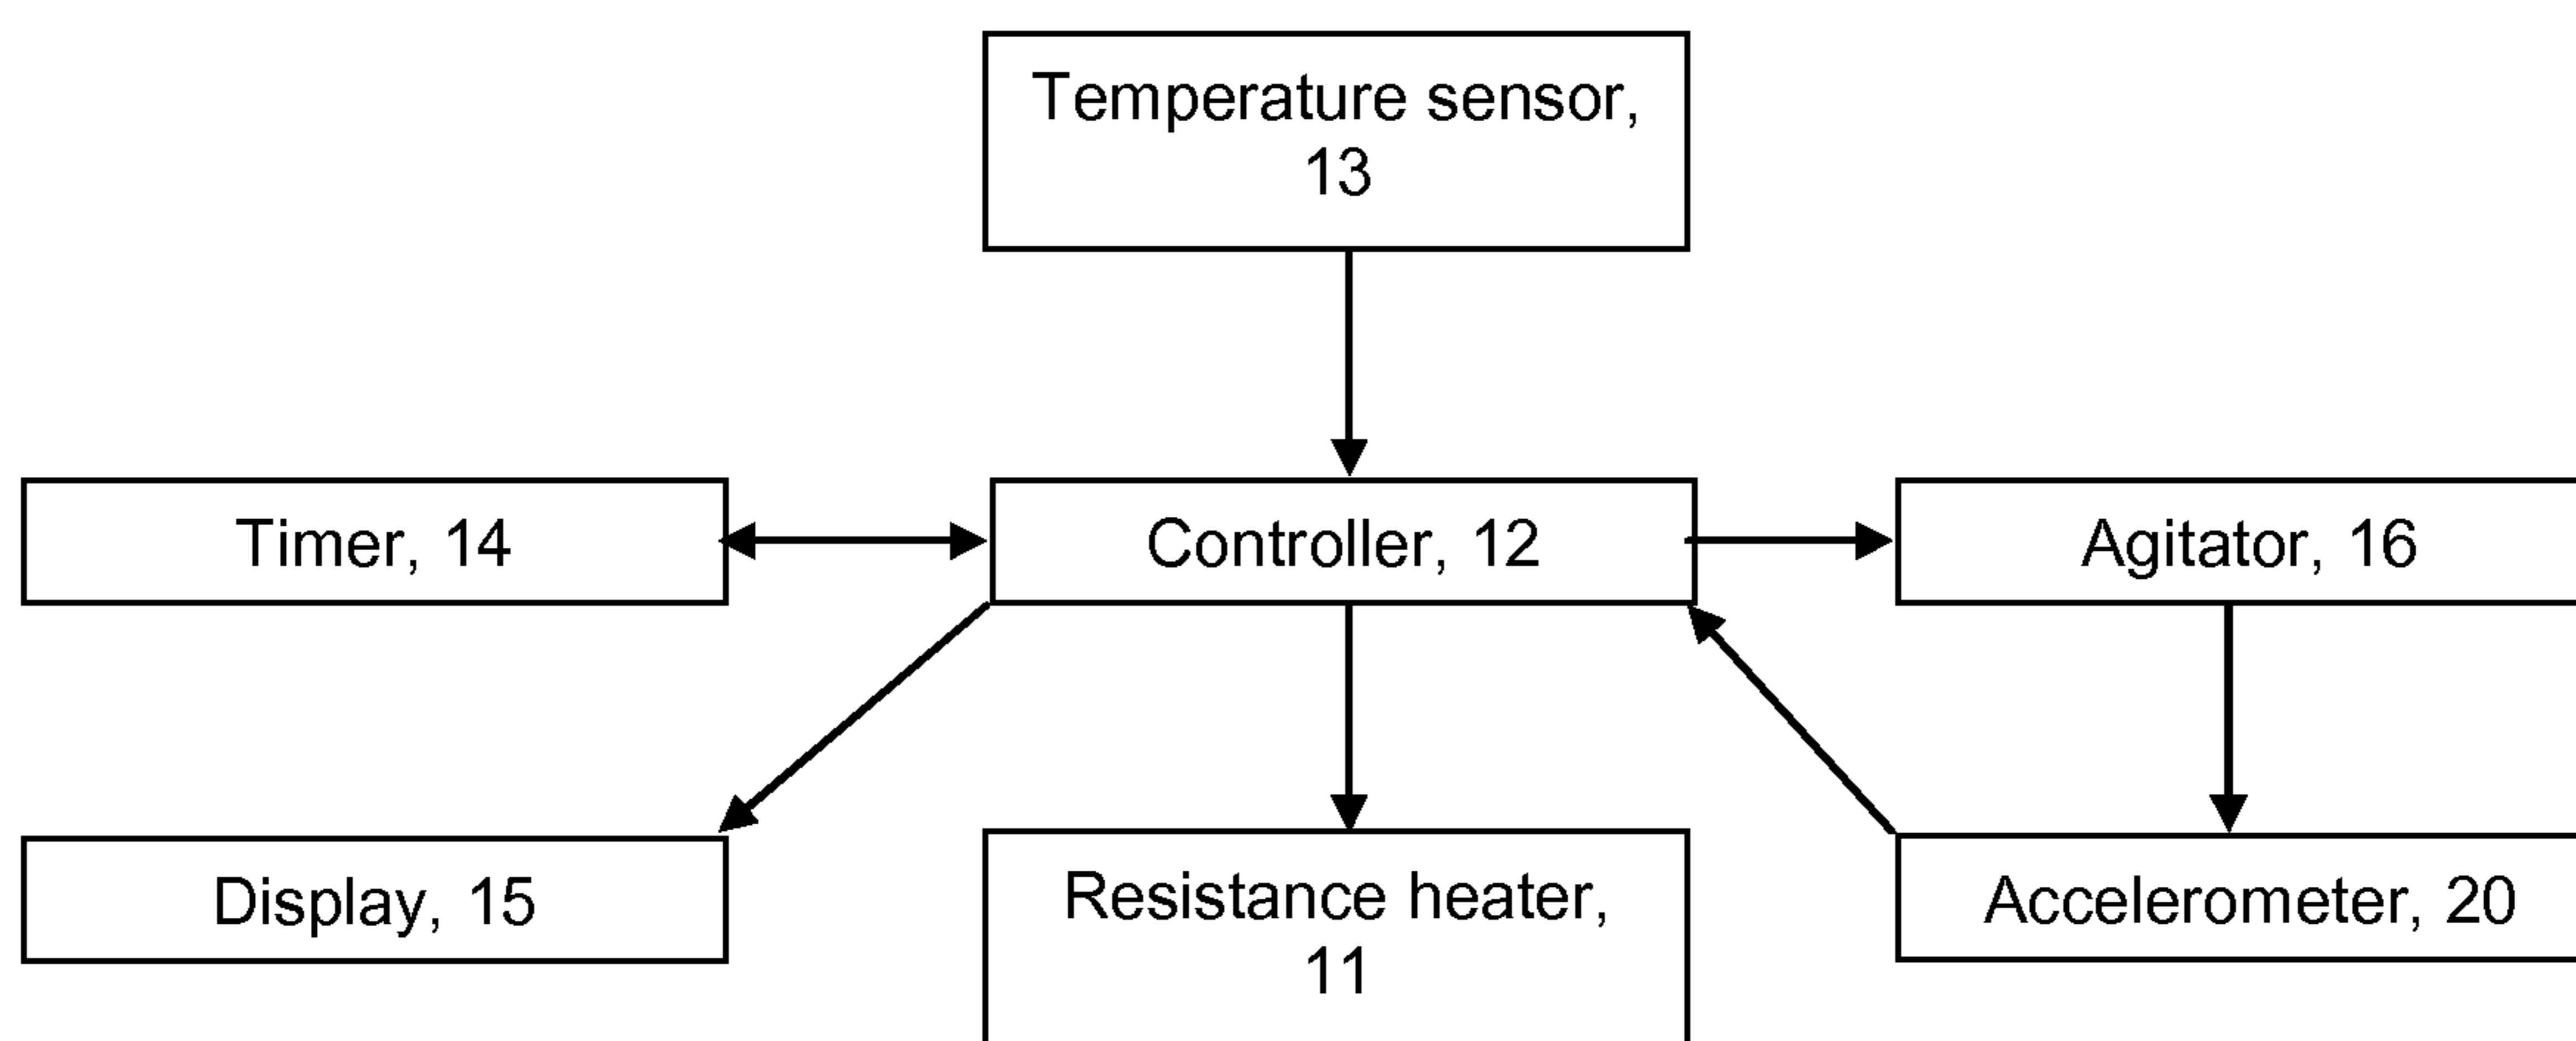 Temperature sensor,
13
Timer, 14
Controller, 12
Agitator, 16
Display, 15
Resistance heater,
11
Accelerometer, 20